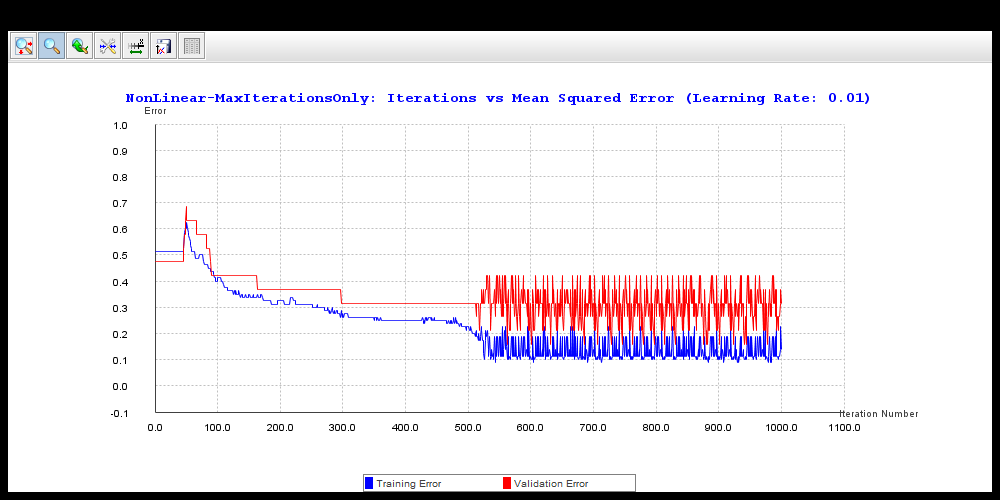 NonLinear-MaxIterationsOnly: Iterations vs Mean Squared Error (Learning Rate: 0.01)
Error
1.0
0.9
0.8
0.7
0.6
0.5
0.4
0.3
0.2
0.1
0.0
-0.1
Iteration Number
0.0 100.0 200.0 300.0 400.0 500.0 600.0 700.0 800.0 900.0 1000.0 1100.0
Training Error Validation Error